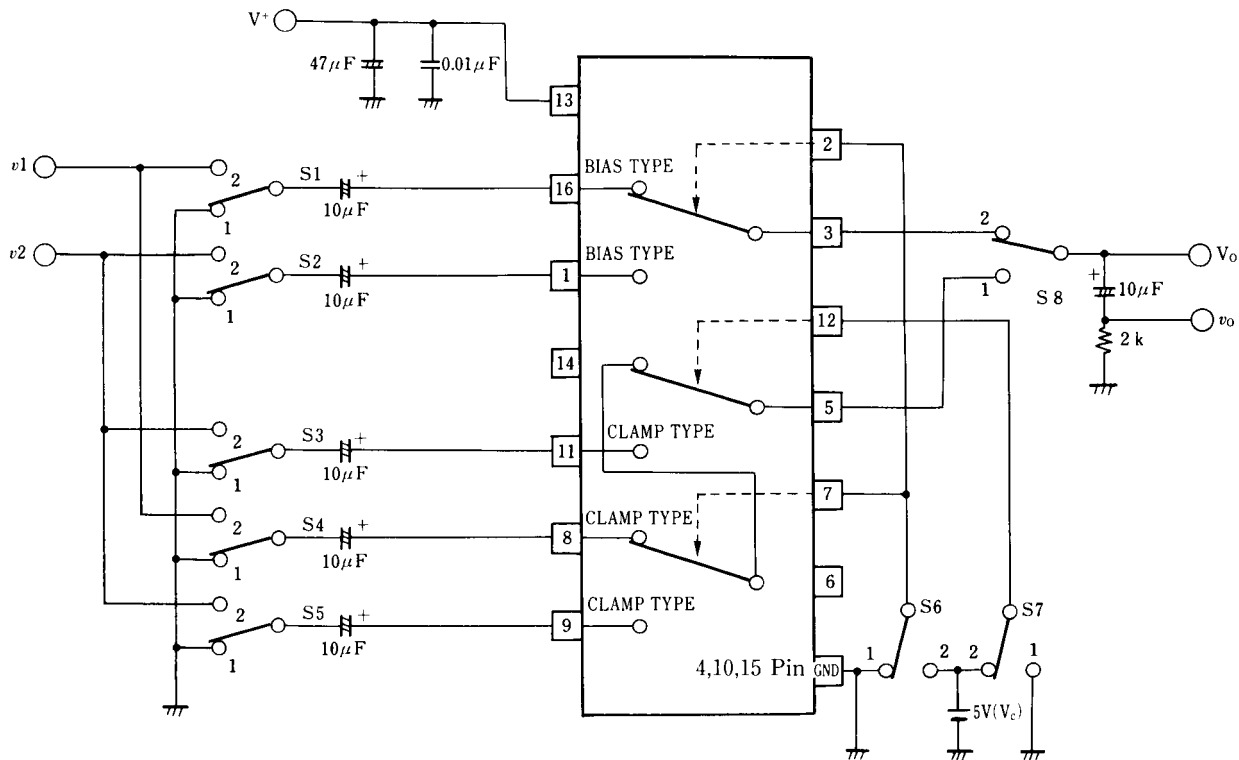 V⁺
47μF
0.01μF
13
2
v1
2
S1
+
BIAS TYPE
16
10μF
1
3
2
v2
2
S2
+
BIAS TYPE
1
10μF
1
1
S 8
+
10μF
Vo
vo
2 k
12
14
5
2
S3
+
CLAMP TYPE
11
10μF
1
7
2
S4
+
CLAMP TYPE
8
10μF
1
6
2
S5
+
CLAMP TYPE
9
10μF
1
S6
S7
4,10,15 Pin GND
1
2
2
1
5V(Vc)